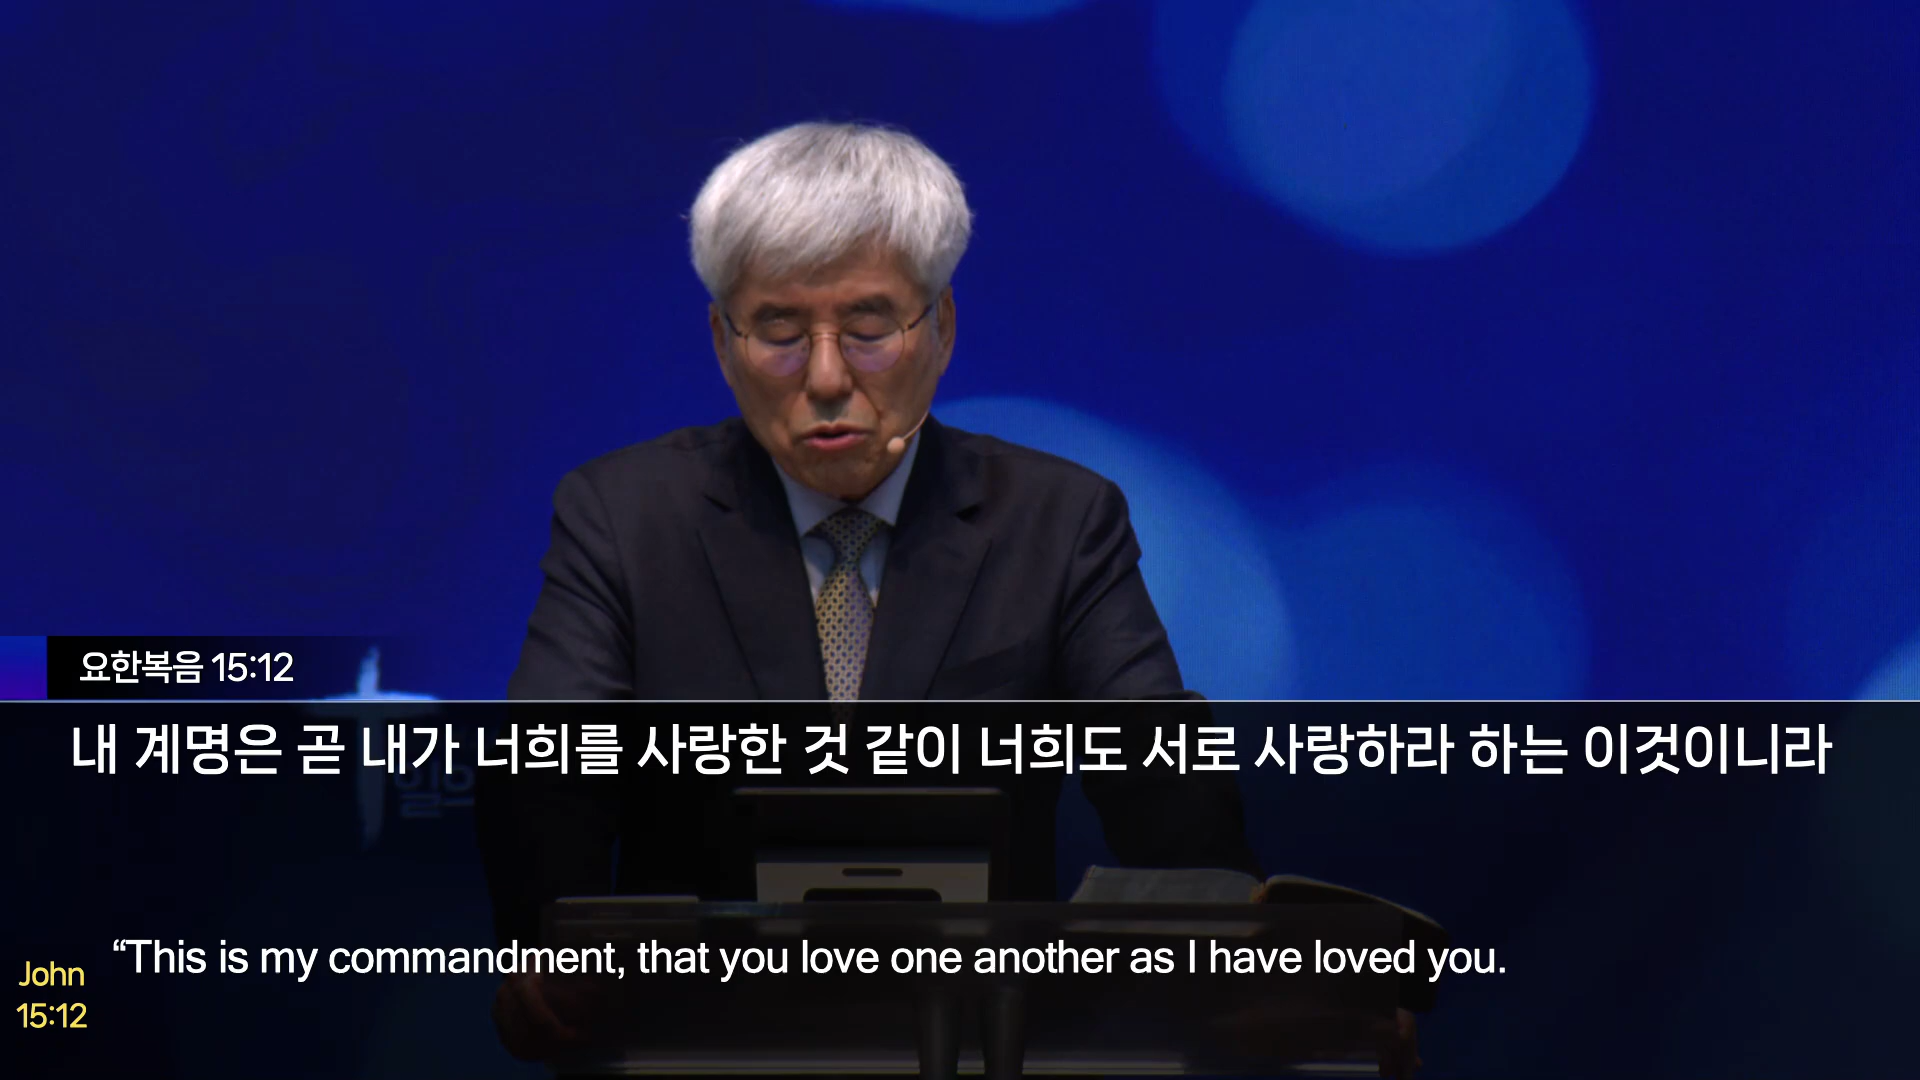 요한복음 15:12
내 계명은 곧 내가 너희를 사랑한 것 같이 너희도 서로 사랑하라 하는 이것이니라
“This is my commandment, that you love one another as I have loved you.
John
15:12